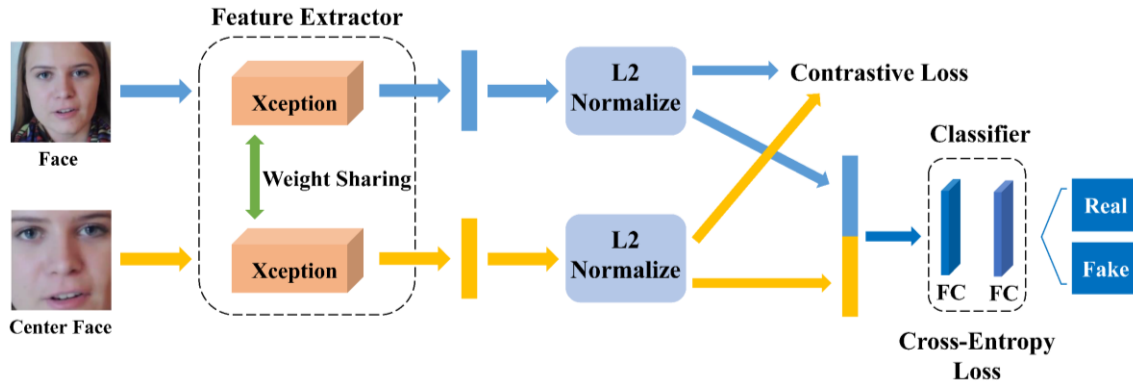 Feature Extractor
Face
Xception
Weight Sharing
Xception
Center Face
L2
Normalize
L2
Normalize
Contrastive Loss
Classifier
FC FC
Cross-Entropy
Loss
Real
Fake